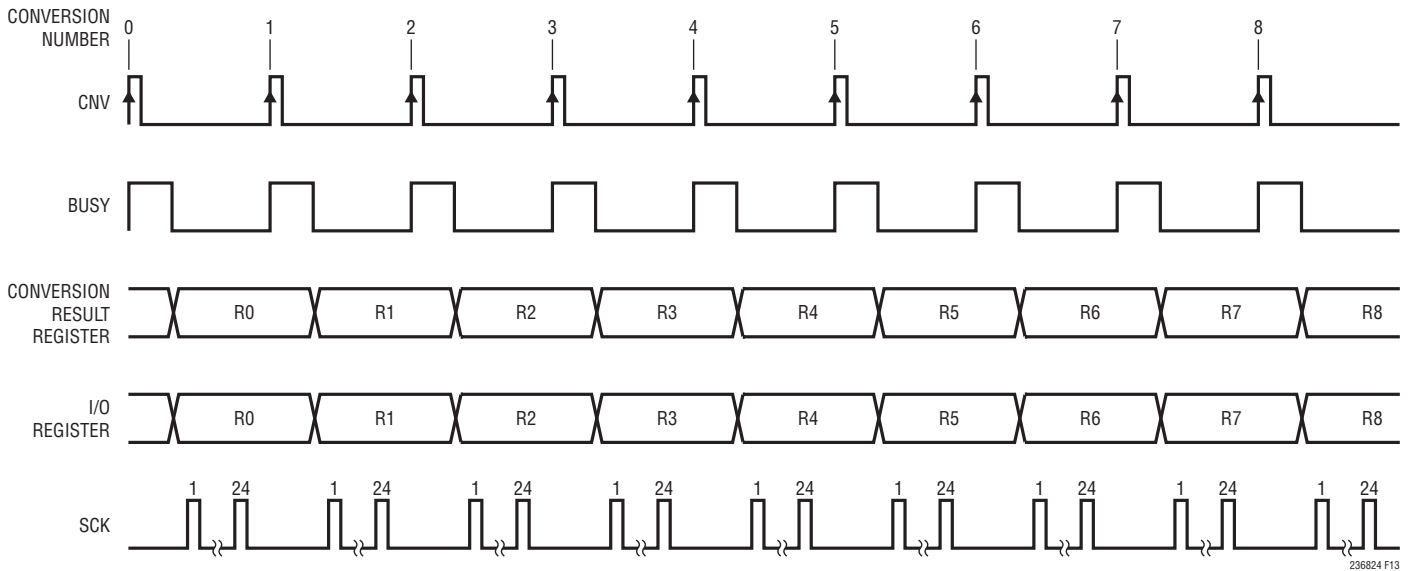 CONVERSION
NUMBER
0 1 2 3 4 5 6 7 8
CNV
BUSY
CONVERSION
RESULT
REGISTER
R0 R1 R2 R3 R4 R5 R6 R7 R8
I/O
REGISTER
R0 R1 R2 R3 R4 R5 R6 R7 R8
1 24 1 24 1 24 1 24 1 24 1 24 1 24 1 24 1 24
SCK
236824 F13